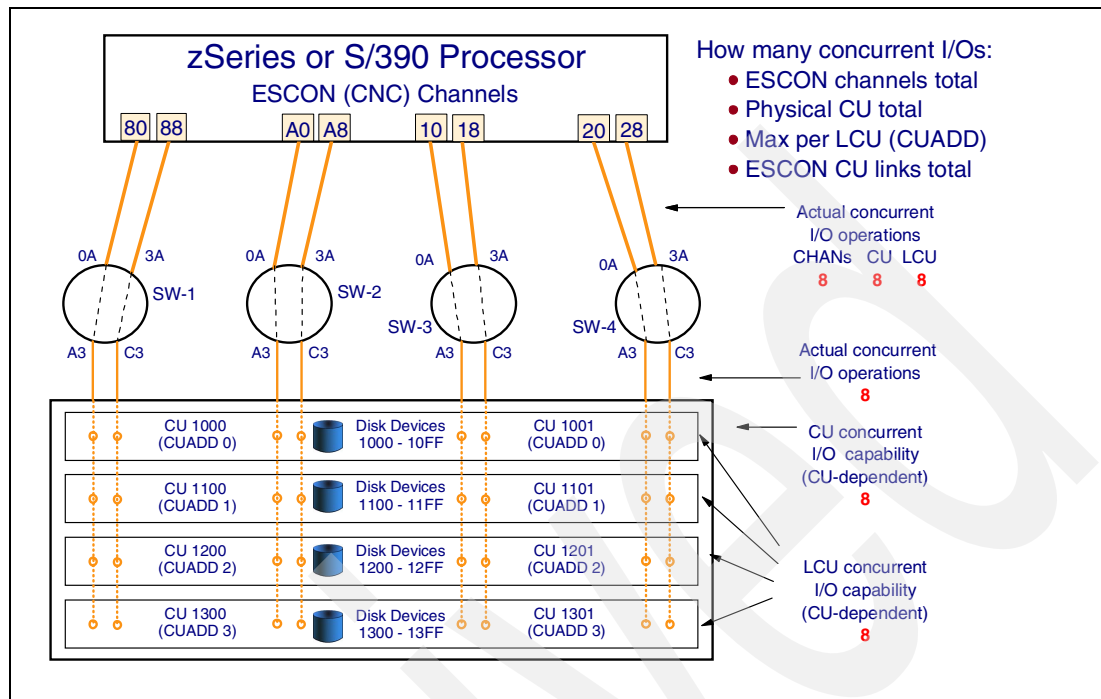 zSeries or S/390 Processor
ESCON (CNC) Channels
80 88 A0 A8 10 18 20 28
How many concurrent I/Os:
• ESCON channels total
• Physical CU total
• Max per LCU (CUADD)
• ESCON CU links total
Actual concurrent
I/O operations
CHANs CU LCU
8 8 8
0A 3A 0A 3A 0A 3A 0A 3A
SW-1 SW-2 SW-3 SW-4
A3 C3 A3 C3 A3 C3 A3 C3
Actual concurrent
I/O operations
8
CU 1000
(CUADD 0)
Disk Devices
1000 - 10FF
CU 1001
(CUADD 0)
CU 1100
(CUADD 1)
Disk Devices
1100 - 11FF
CU 1101
(CUADD 1)
CU 1200
(CUADD 2)
Disk Devices
1200 - 12FF
CU 1201
(CUADD 2)
CU 1300
(CUADD 3)
Disk Devices
1300 - 13FF
CU 1301
(CUADD 3)
CU concurrent
I/O capability
(CU-dependent)
8
LCU concurrent
I/O capability
(CU-dependent)
8